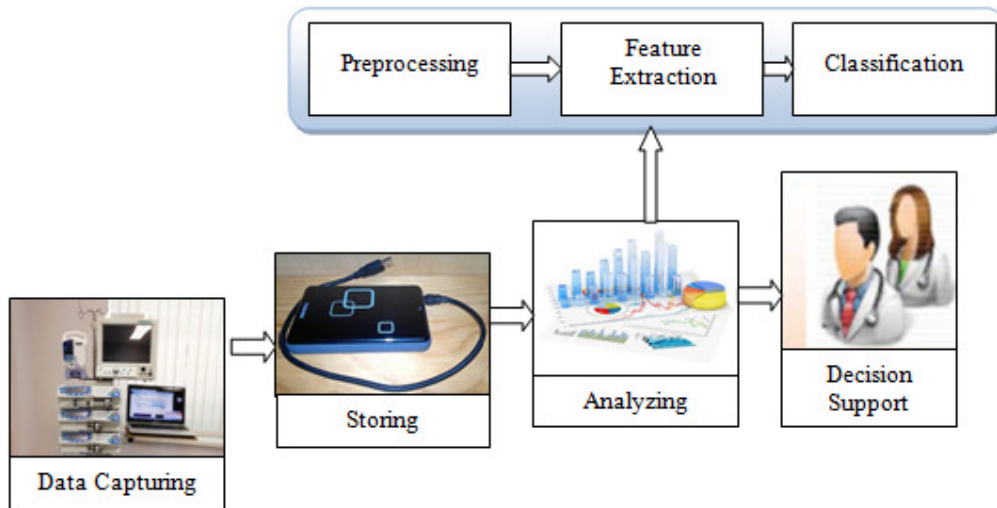 Preprocessing
Feature
Extraction
Classification
Data Capturing
Storing
Analyzing
Decision
Support